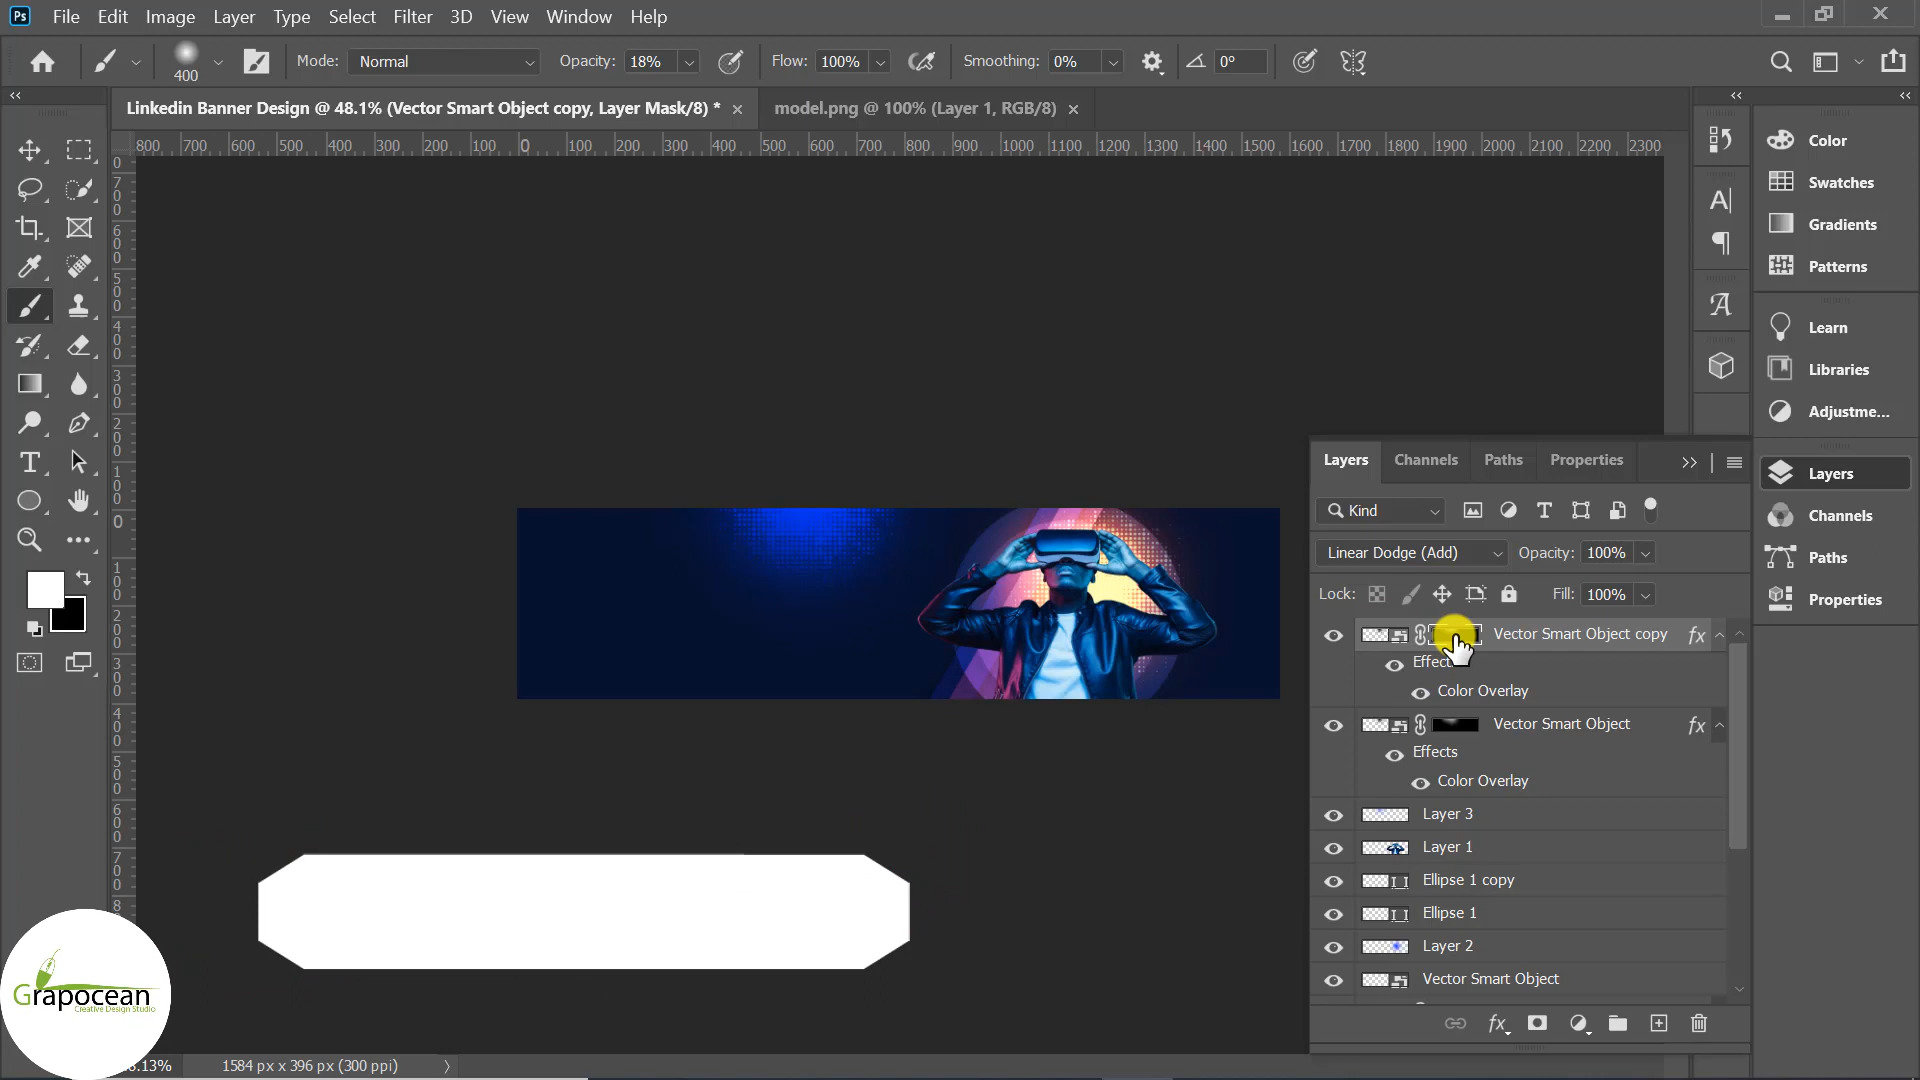 Ps File Edit Image Layer Type Select Filter 3D View Window Help
400 Mode: Normal Opacity: 18% Flow: 100% Smoothing: 0% 0°
Linkedin Banner Design @ 48.1% (Vector Smart Object copy, Layer Mask/8) * model.png @ 100% (Layer 1, RGB/8)
800 700 600 500 400 300 200 100 0 100 200 300 400 500 600 700 800 900 1000 1100 1200 1300 1400 1500 1600 1700 1800 1900 2000 2100 2200 2300
Color
Swatches
Gradients
Patterns
Learn
Libraries
Adjustme...
Layers
Channels
Paths
Properties
Layers Channels Paths Properties
Kind
Linear Dodge (Add) Opacity: 100%
Lock: Fill: 100%
Vector Smart Object copy fx
Effect
Color Overlay
Vector Smart Object fx
Effects
Color Overlay
Layer 3
Layer 1
Ellipse 1 copy
Ellipse 1
Layer 2
Vector Smart Object
fx
Grapocean
Creative Design Studio
8.13% 1584 px x 396 px (300 ppi)